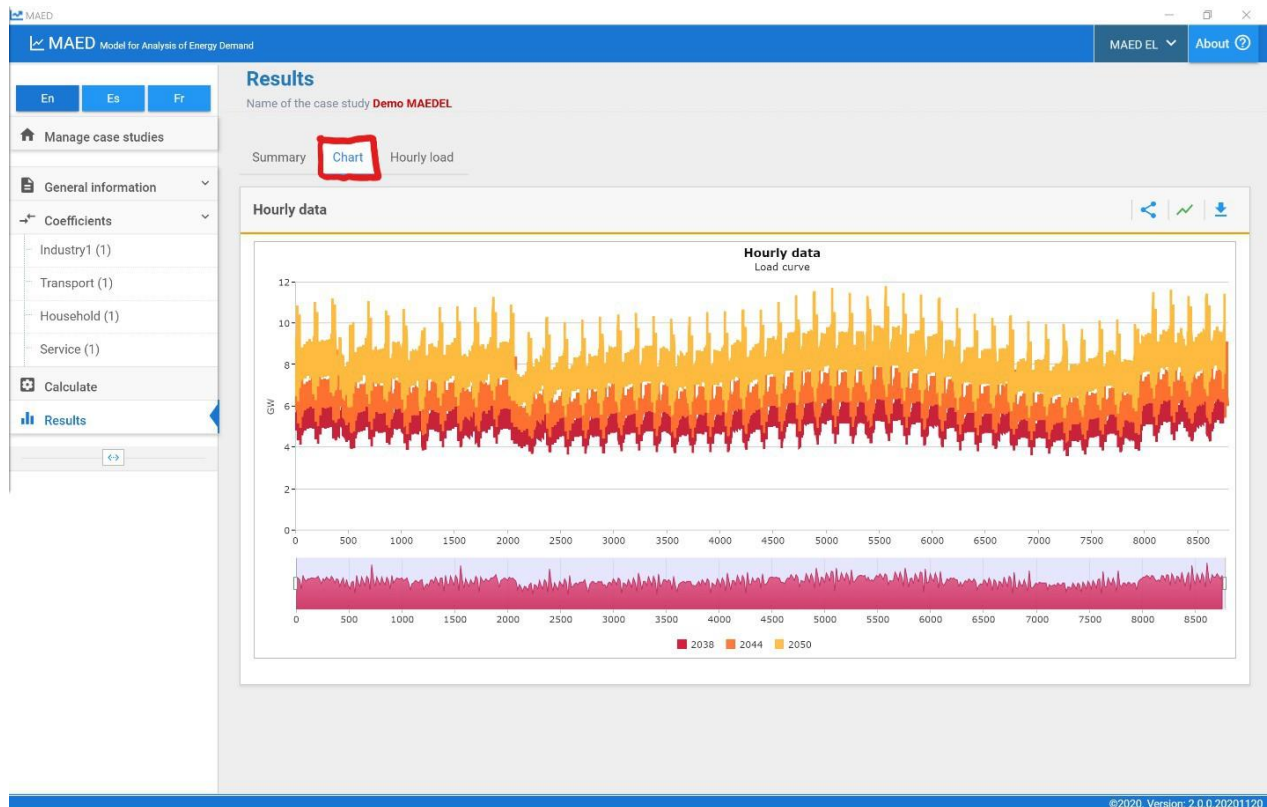 MAED
MAED Model for Analysis of Energy Demand
MAED EL
About
En Es Fr
Manage case studies
General information
Coefficients
Industry1 (1)
Transport (1)
Household (1)
Service (1)
Calculate
Results
Results
Name of the case study Demo MAEDEL
Summary Chart Hourly load
Hourly data
Hourly data
Load curve
GW
12
10
8
6
4
2
0
0 500 1000 1500 2000 2500 3000 3500 4000 4500 5000 5500 6000 6500 7000 7500 8000 8500
0 500 1000 1500 2000 2500 3000 3500 4000 4500 5000 5500 6000 6500 7000 7500 8000 8500
2038 2044 2050
©2020. Version: 2.0.0.20201120